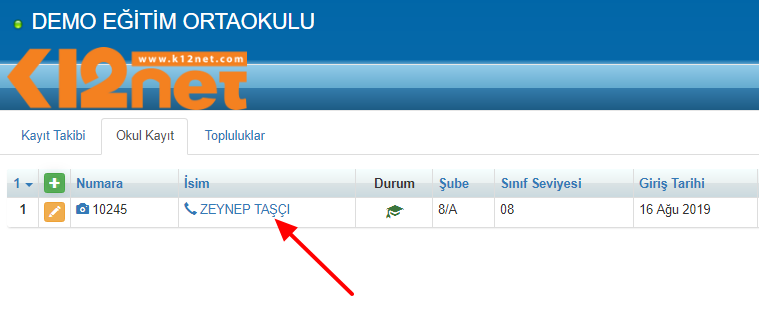 DEMO EĞİTİM ORTAOKULU
www.k12net.com
K12net
Kayıt Takibi Okul Kayıt Topluluklar
1 Numara İsim Durum Şube Sınıf Seviyesi Giriş Tarihi
1 10245 ZEYNEP TAŞÇI 8/A 08 16 Ağu 2019